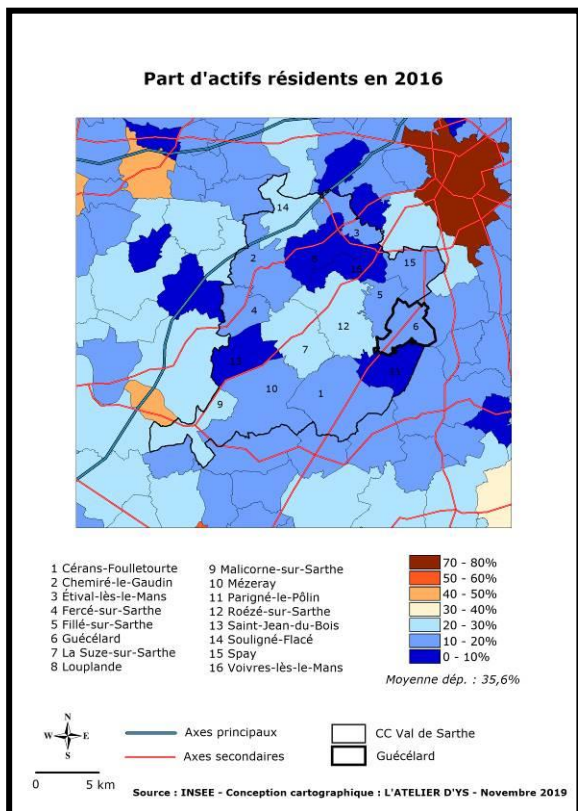 Part d'actifs résidents en 2016
14
3
2
15
8
16
5
4
12
6
7
13
11
10
1
9
1 Cérans-Foulletourte
2 Chemiré-le-Gaudin
3 Étival-lès-le Mans
4 Fercé-sur-Sarthe
5 Fillé-sur-Sarthe
6 Guécélard
7 La Suze-sur-Sarthe
8 Louplande
9 Malicorne-sur-Sarthe
10 Mézeray
11 Parigné-le-Pôlin
12 Roézé-sur-Sarthe
13 Saint-Jean-du-Bois
14 Souligné-Flacé
15 Spay
16 Voivres-lès-le Mans
70 - 80%
50 - 60%
40 - 50%
30 - 40%
20 - 30%
10 - 20%
0 - 10%
Moyenne dép. : 35,6%
N
W E
S
Axes principaux
Axes secondaires
CC Val de Sarthe
Guécélard
0 5 km
Source : INSEE - Conception cartographique : L'ATELIER D'YS - Novembre 2019